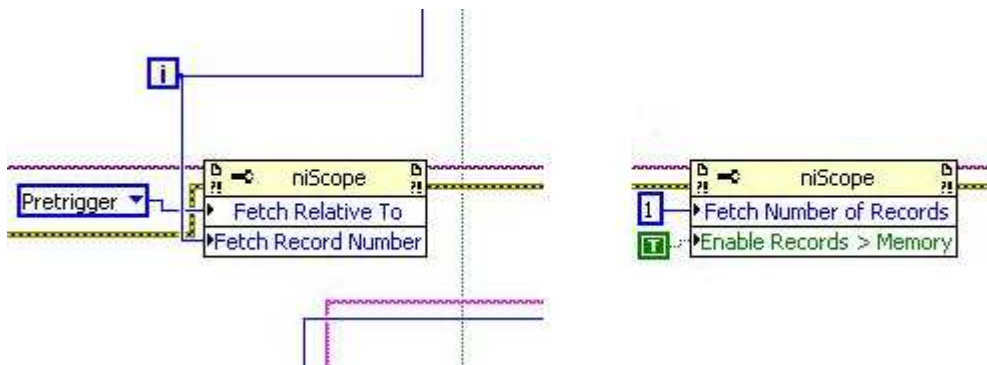 i
niScope
Pretrigger
Fetch Relative To
Fetch Record Number
niScope
1
Fetch Number of Records
T
Enable Records > Memory